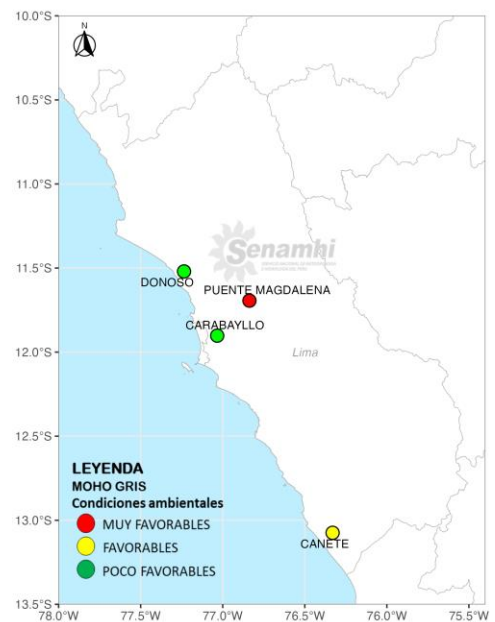 10.0°S
10.5°S
11.0°S
11.5°S
12.0°S
12.5°S
13.0°S
13.5°S
N
Senamhi
DONOSO
PUENTE MAGDALENA
CARABAYLLO
Lima
CAÑETE
LEYENDA
MOHO GRIS
Condiciones ambientales
MUY FAVORABLES
FAVORABLES
POCO FAVORABLES
78.0°W 77.5°W 77.0°W 76.5°W 76.0°W 75.5°W